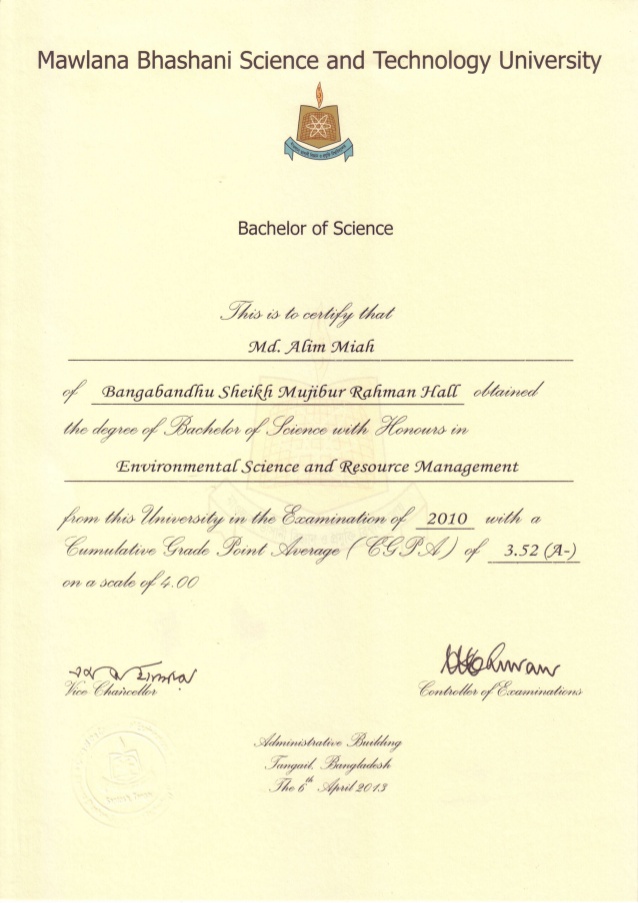 Mawlana Bhashani Science and Technology University
Bachelor of Science
This is to certify that
Md. Alim Miah
of Bangabandhu Sheikh Mujibur Rahman Hall obtained
the degree of Bachelor of Science with Honours in
Environmental Science and Resource Management
from this University in the Examination of 2010 with a
Cumulative Grade Point Average (CGPA) of 3.52 (A-)
on a scale of 4.00
Vice Chancellor
Controller of Examinations
Administrative Building
Tangail, Bangladesh
The 6th April 2013